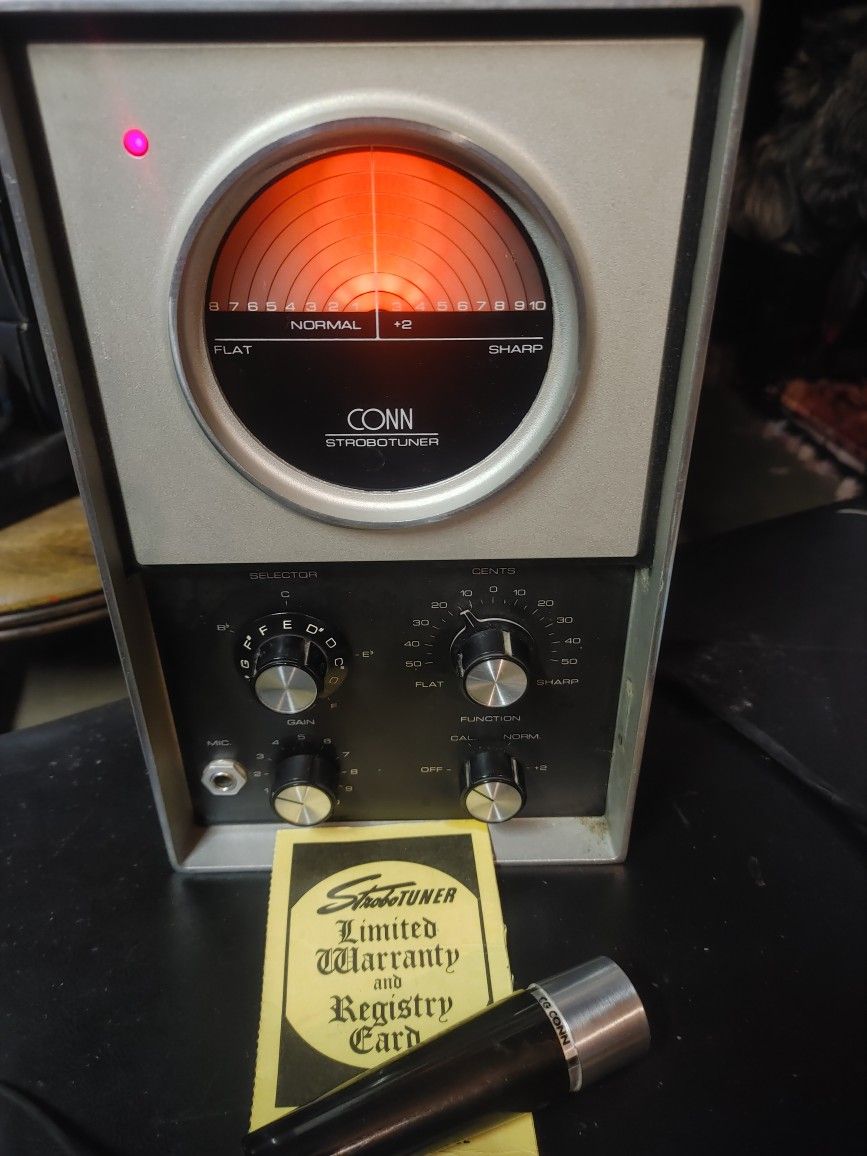 8 7 6 5 4 3 2 3 4 5 6 7 8 9 10
NORMAL +2
FLAT SHARP
CONN
STROBOTUNER
SELECTOR
C
B♭ E♭
F
G F♯ F E D♯ D C♯ C
CENTS
50 40 30 20 10 0 10 20 30 40 50
FLAT SHARP
GAIN
2 3 4 5 6 7 8 9
MIC.
FUNCTION
OFF CAL. NORM. +2
StroboTUNER
Limited
Warranty
and
Registry
Card
CG CONN